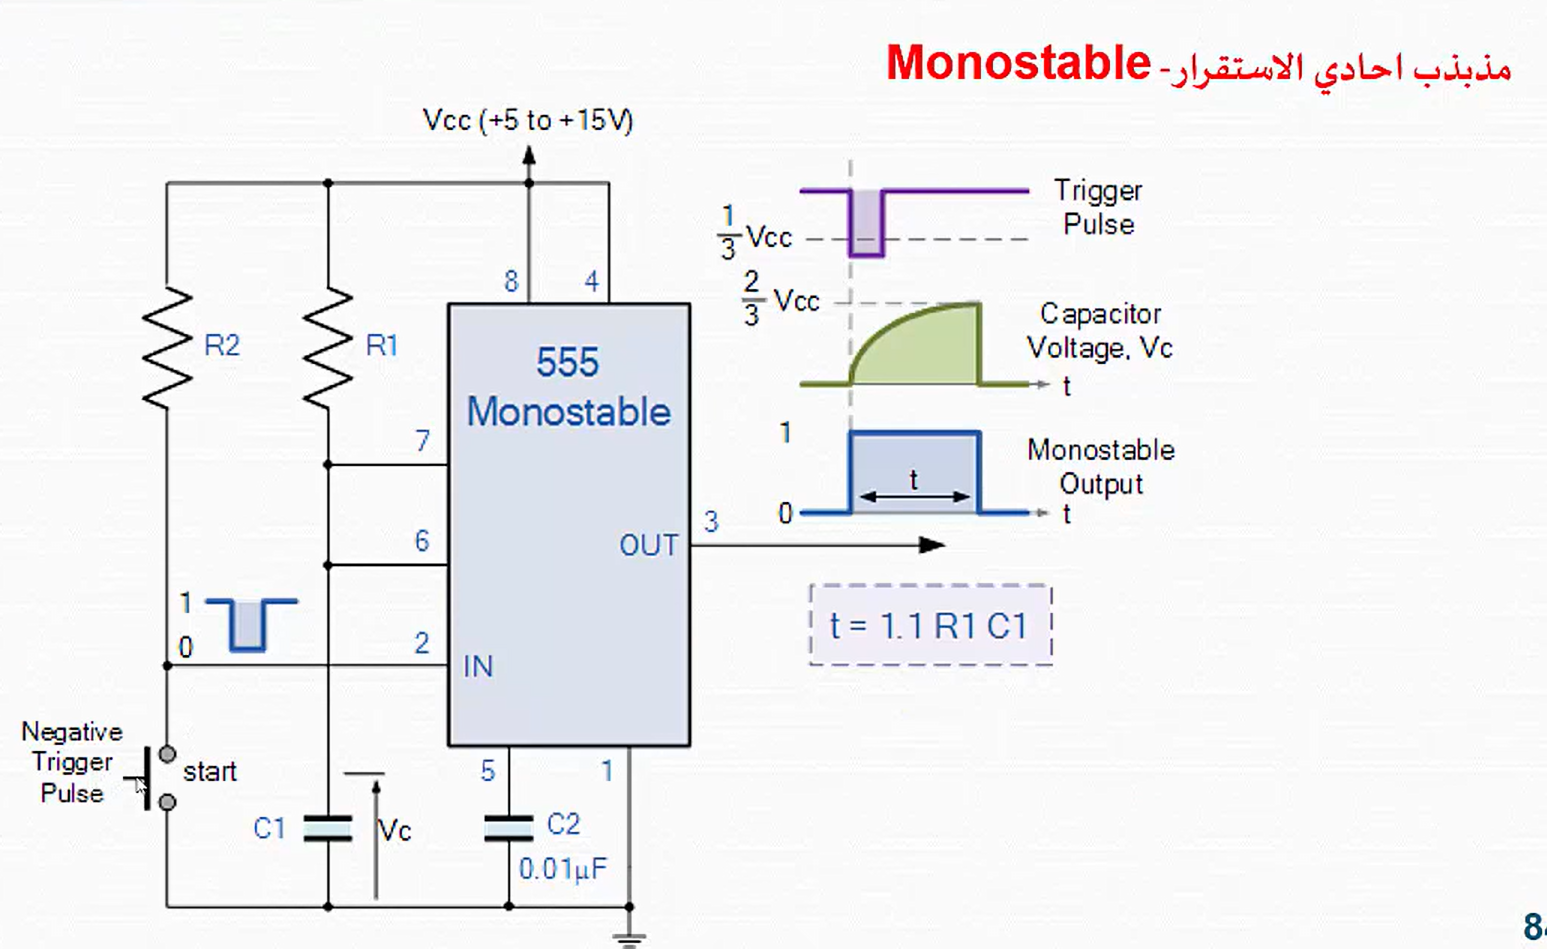 مذبذب احادي الاستقرار- Monostable
Vcc (+5 to +15V)
8
4
R2
R1
555
Monostable
7
6
2
IN
OUT
3
5
1
1
0
Negative
Trigger
Pulse
start
C1
Vc
C2
0.01µF
Trigger
Pulse
1
3
Vcc
2
3
Vcc
Capacitor
Voltage, Vc
t
1
0
t
Monostable
Output
t
t = 1.1 R1 C1